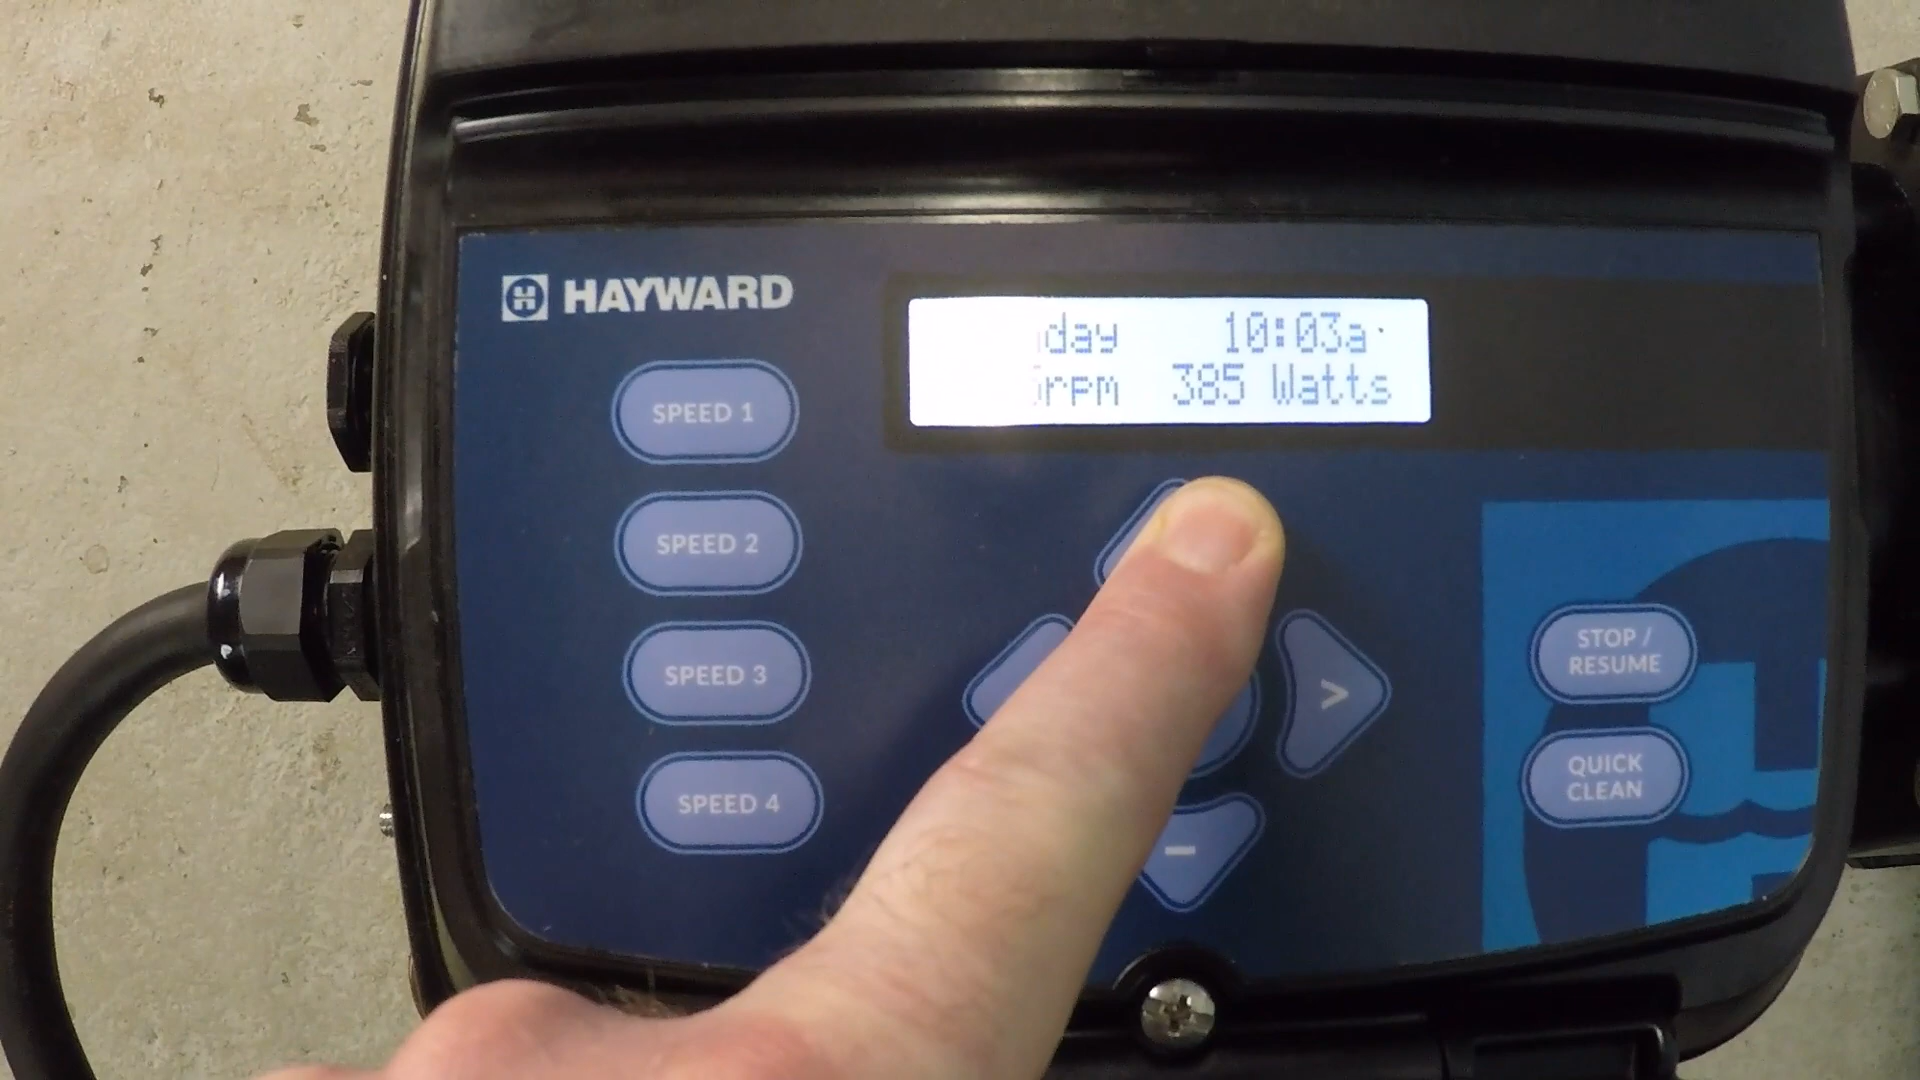 HAYWARD
day 10:03a
rpm 385 Watts
SPEED 1
SPEED 2
SPEED 3
SPEED 4
>
−
STOP /
RESUME
QUICK
CLEAN